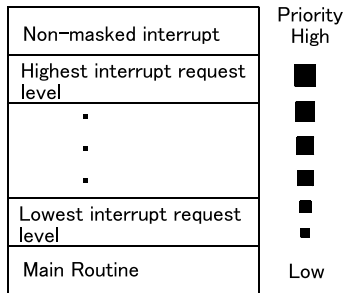 Priority
High
Non-masked interrupt
Highest interrupt request
level
Lowest interrupt request
level
Main Routine
Low